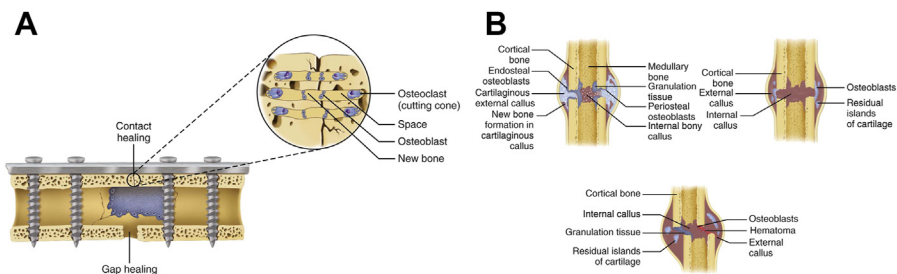 A
Contact
healing
Osteoclast
(cutting cone)
Space
Osteoblast
New bone
Gap healing
B
Cortical
bone
Endosteal
osteoblasts
Cartilaginous
external callus
New bone
formation in
cartilaginous
callus
Medullary
bone
Granulation
tissue
Periosteal
osteoblasts
Internal bony
callus
Cortical
bone
External
callus
Internal
callus
Osteoblasts
Residual
islands
of cartilage
Cortical bone
Internal callus
Granulation tissue
Residual islands
of cartilage
Osteoblasts
Hematoma
External
callus